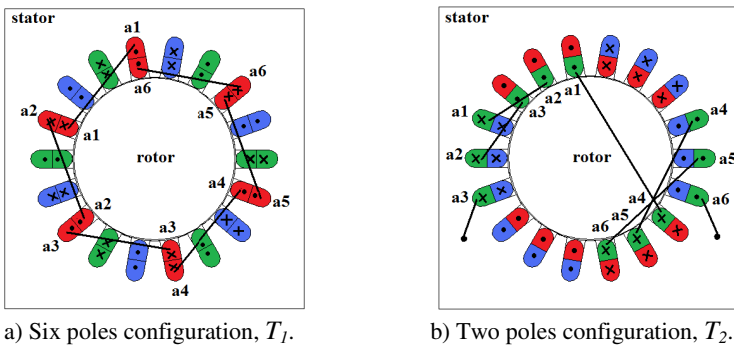 stator
a1
a6
a6
a2
a5
a1
rotor
a4
a2
a5
a3
a3
a4
a) Six poles configuration, T1.
stator
a2
a1
a1
a3
a4
a2
rotor
a5
a3
a4
a6
a5
a6
b) Two poles configuration, T2.